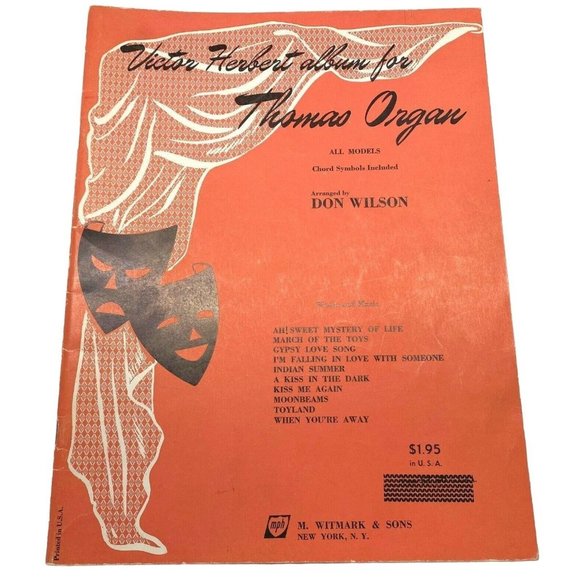 Victor Herbert album for
Thomas Organ
ALL MODELS
Chord Symbols Included
Arranged by
DON WILSON
AH! SWEET MYSTERY OF LIFE
MARCH OF THE TOYS
GYPSY LOVE SONG
I'M FALLING IN LOVE WITH SOMEONE
INDIAN SUMMER
A KISS IN THE DARK
KISS ME AGAIN
MOONBEAMS
TOYLAND
WHEN YOU'RE AWAY
$1.95
in U. S. A.
mph
M. WITMARK & SONS
NEW YORK, N. Y.
Printed in U.S.A.